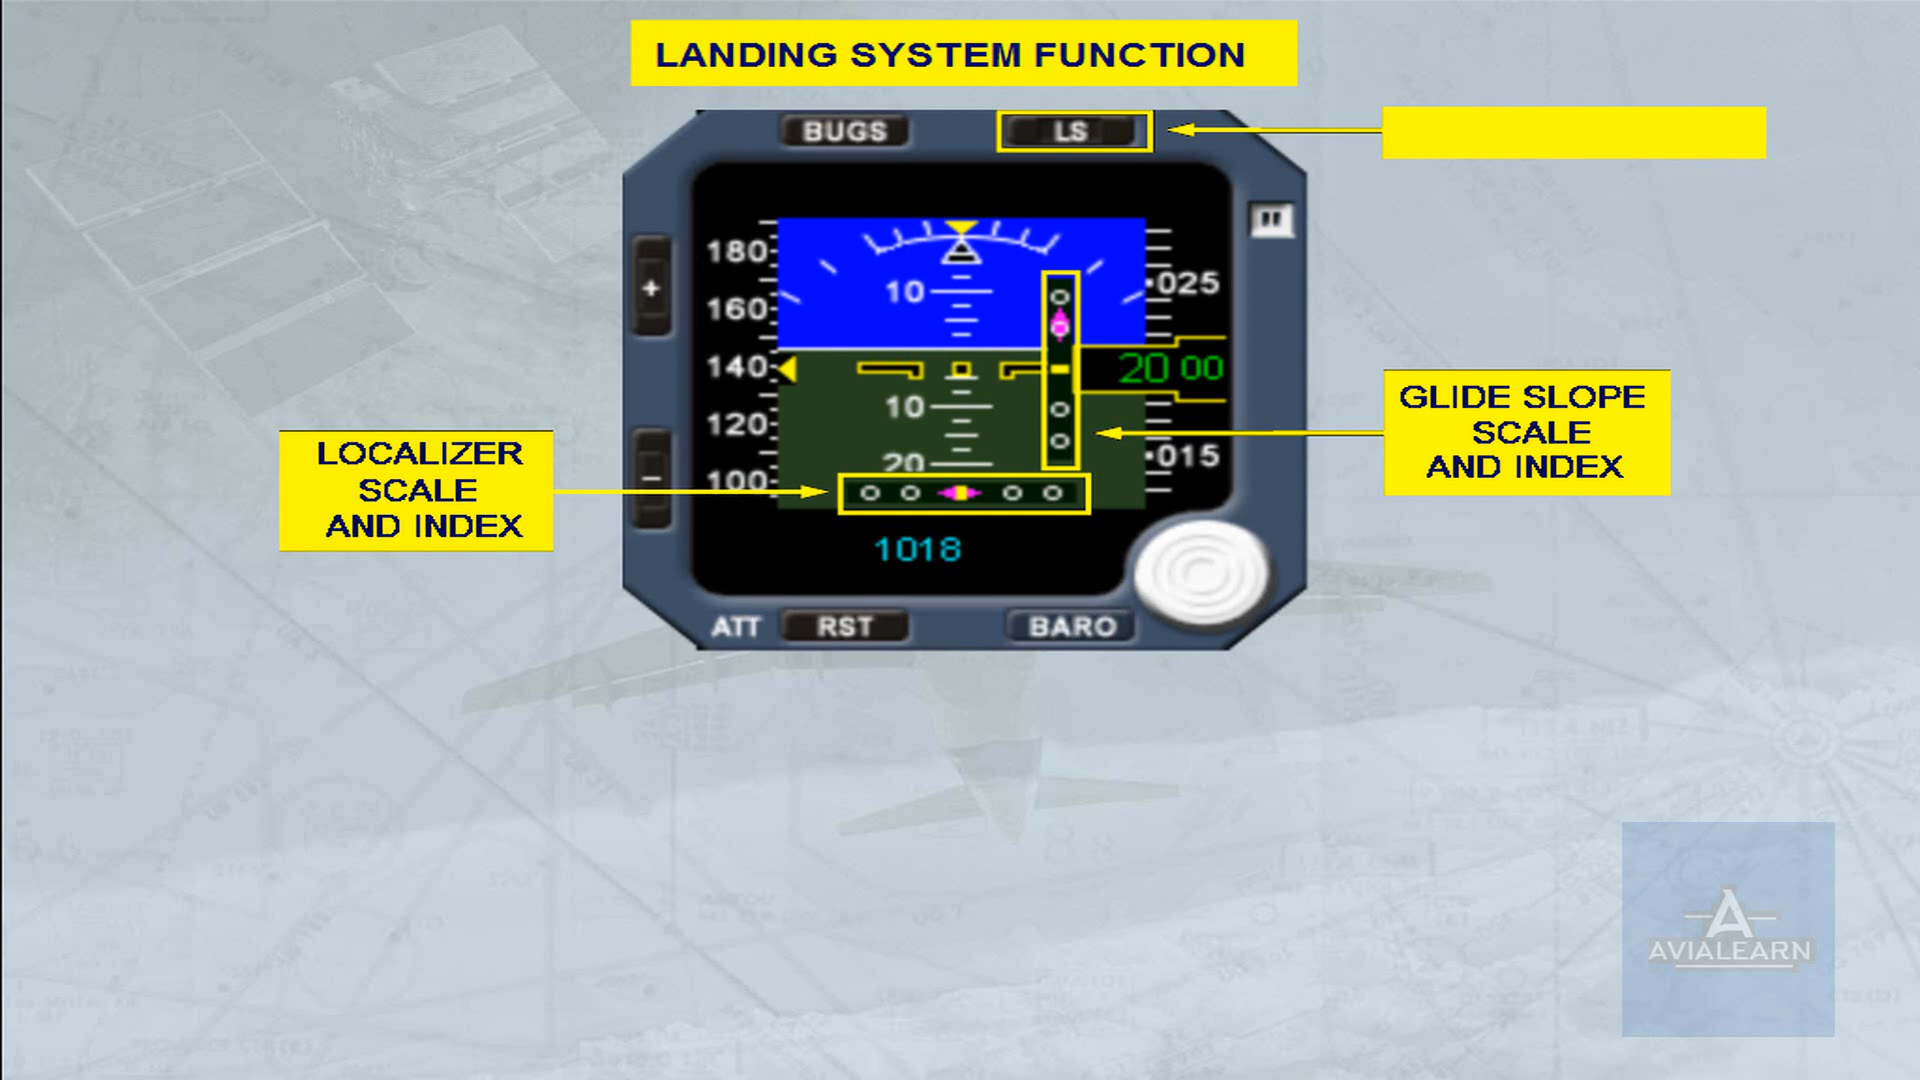 LANDING SYSTEM FUNCTION
BUGS
LS
180
160
140
120
100
10
10
20
025
20 00
015
+
-
LOCALIZER
SCALE
AND INDEX
GLIDE SLOPE
SCALE
AND INDEX
1018
ATT
RST
BARO
A
AVIALEARN